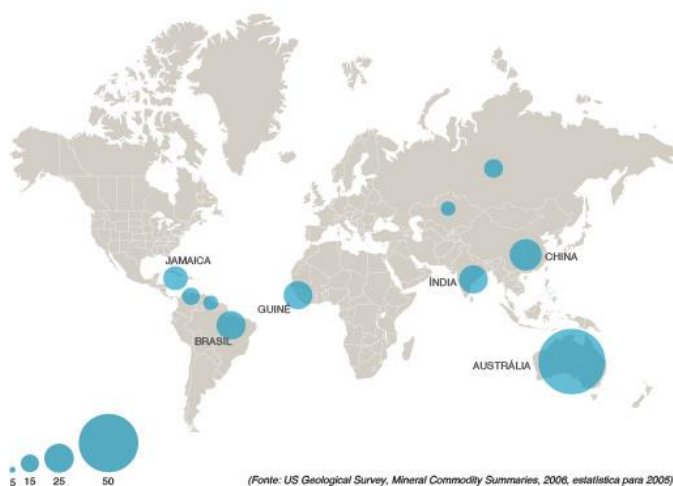 JAMAICA
CHINA
ÍNDIA
GUINÉ
BRASIL
AUSTRÁLIA
5 15 25 50
(Fonte: US Geological Survey, Mineral Commodity Summaries, 2006, estatística para 2005)